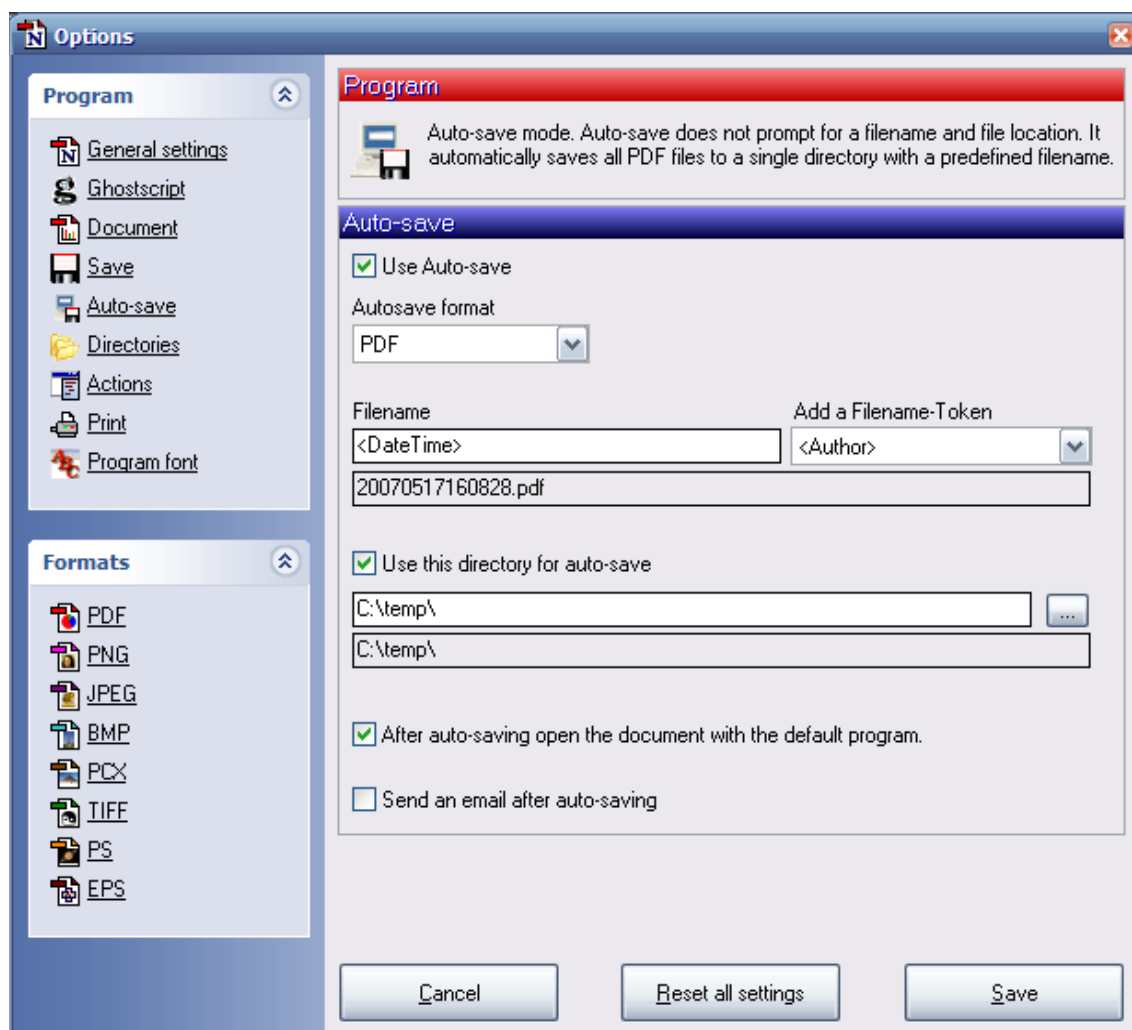 Options
Program
General settings
Ghostscript
Document
Save
Auto-save
Directories
Actions
Print
Program font
Formats
PDF
PNG
JPEG
BMP
PCX
TIFF
PS
EPS
Program
Auto-save mode. Auto-save does not prompt for a filename and file location. It
automatically saves all PDF files to a single directory with a predefined filename.
Auto-save
Use Auto-save
Autosave format
PDF
Filename
Add a Filename-Token
<DateTime>
<Author>
20070517160828.pdf
Use this directory for auto-save
C:\temp\
...
C:\temp\
After auto-saving open the document with the default program.
Send an email after auto-saving
Cancel
Reset all settings
Save